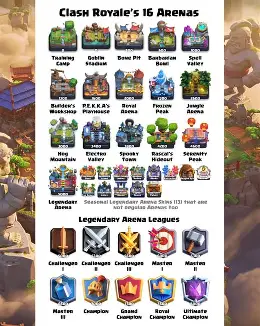 Clash Royale's 16 Arenas
Training Camp
Goblin Stadium
Bone Pit
Barbarian Bowl
Spell Valley
Builder's Workshop
P.E.K.K.A's Playhouse
Royal Arena
Frozen Peak
Jungle Arena
Hog Mountain
Electro Valley
Spooky Town
Rascal's Hideout
Serenity Peak
Legendary Arena
Seasonal Legendary Arena Skins (13) that are
not regular Arenas too
Legendary Arena Leagues
Challenger I
Challenger II
Challenger III
Master I
Master II
Master III
Champion
Grand Champion
Royal Champion
Ultimate Champion